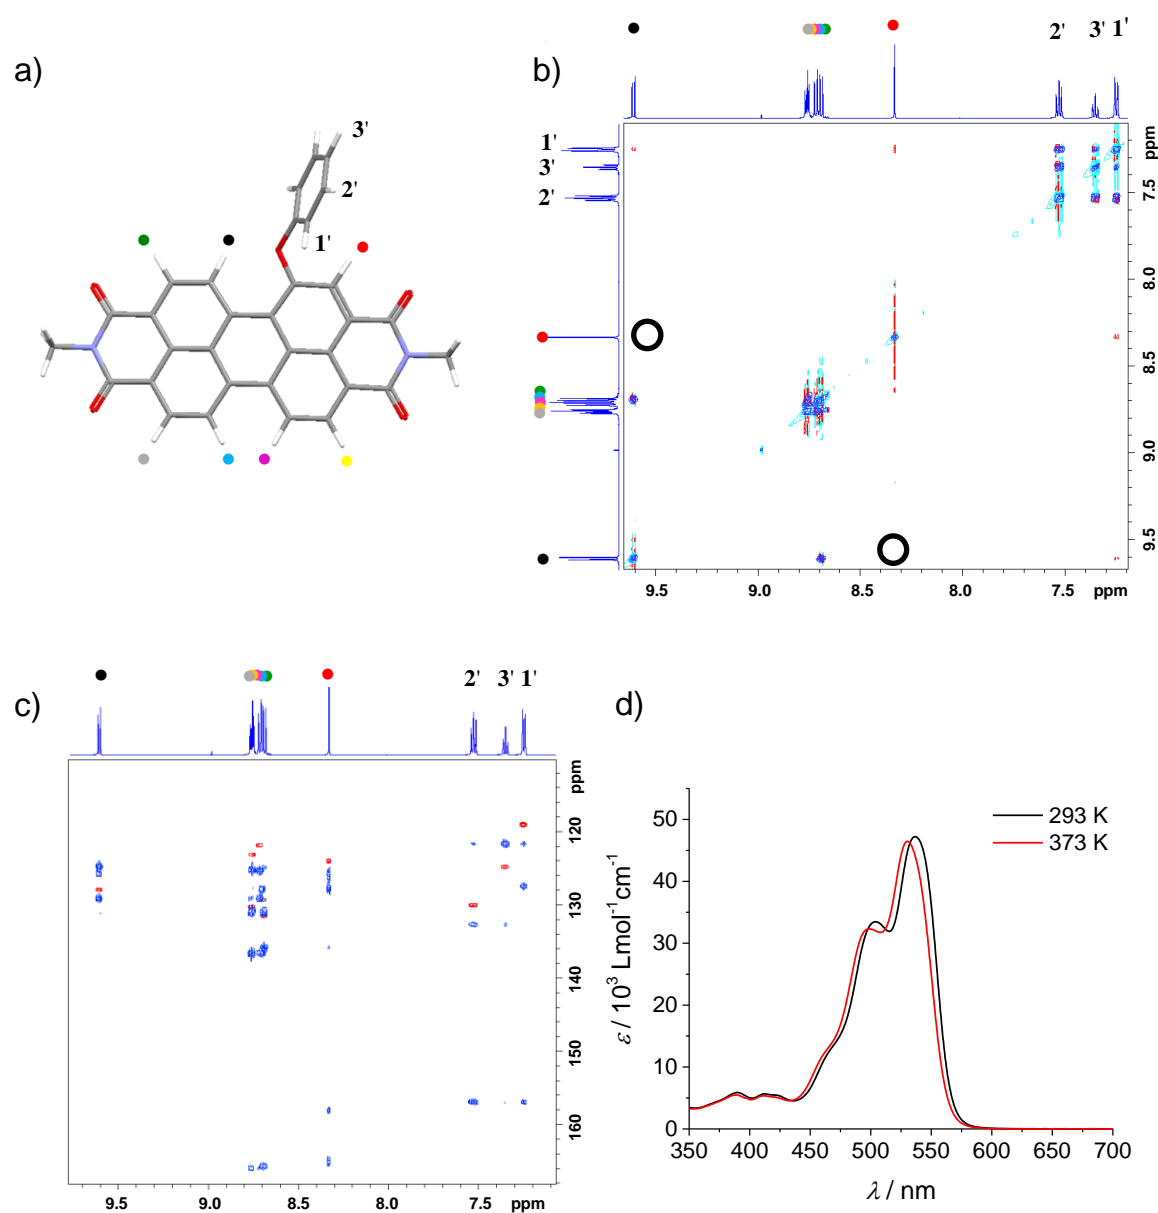 a)
3'
2'
1'
b)
2' 3' 1'
1'
3'
2'
ppm
7.5
8.0
8.5
9.0
9.5
9.5 9.0 8.5 8.0 7.5 ppm
c)
2' 3' 1'
ppm
120
130
140
150
160
9.5 9.0 8.5 8.0 7.5 ppm
d)
293 K
373 K
50
40
30
20
10
0
ε / 10³ Lmol⁻¹cm⁻¹
350 400 450 500 550 600 650 700
λ / nm